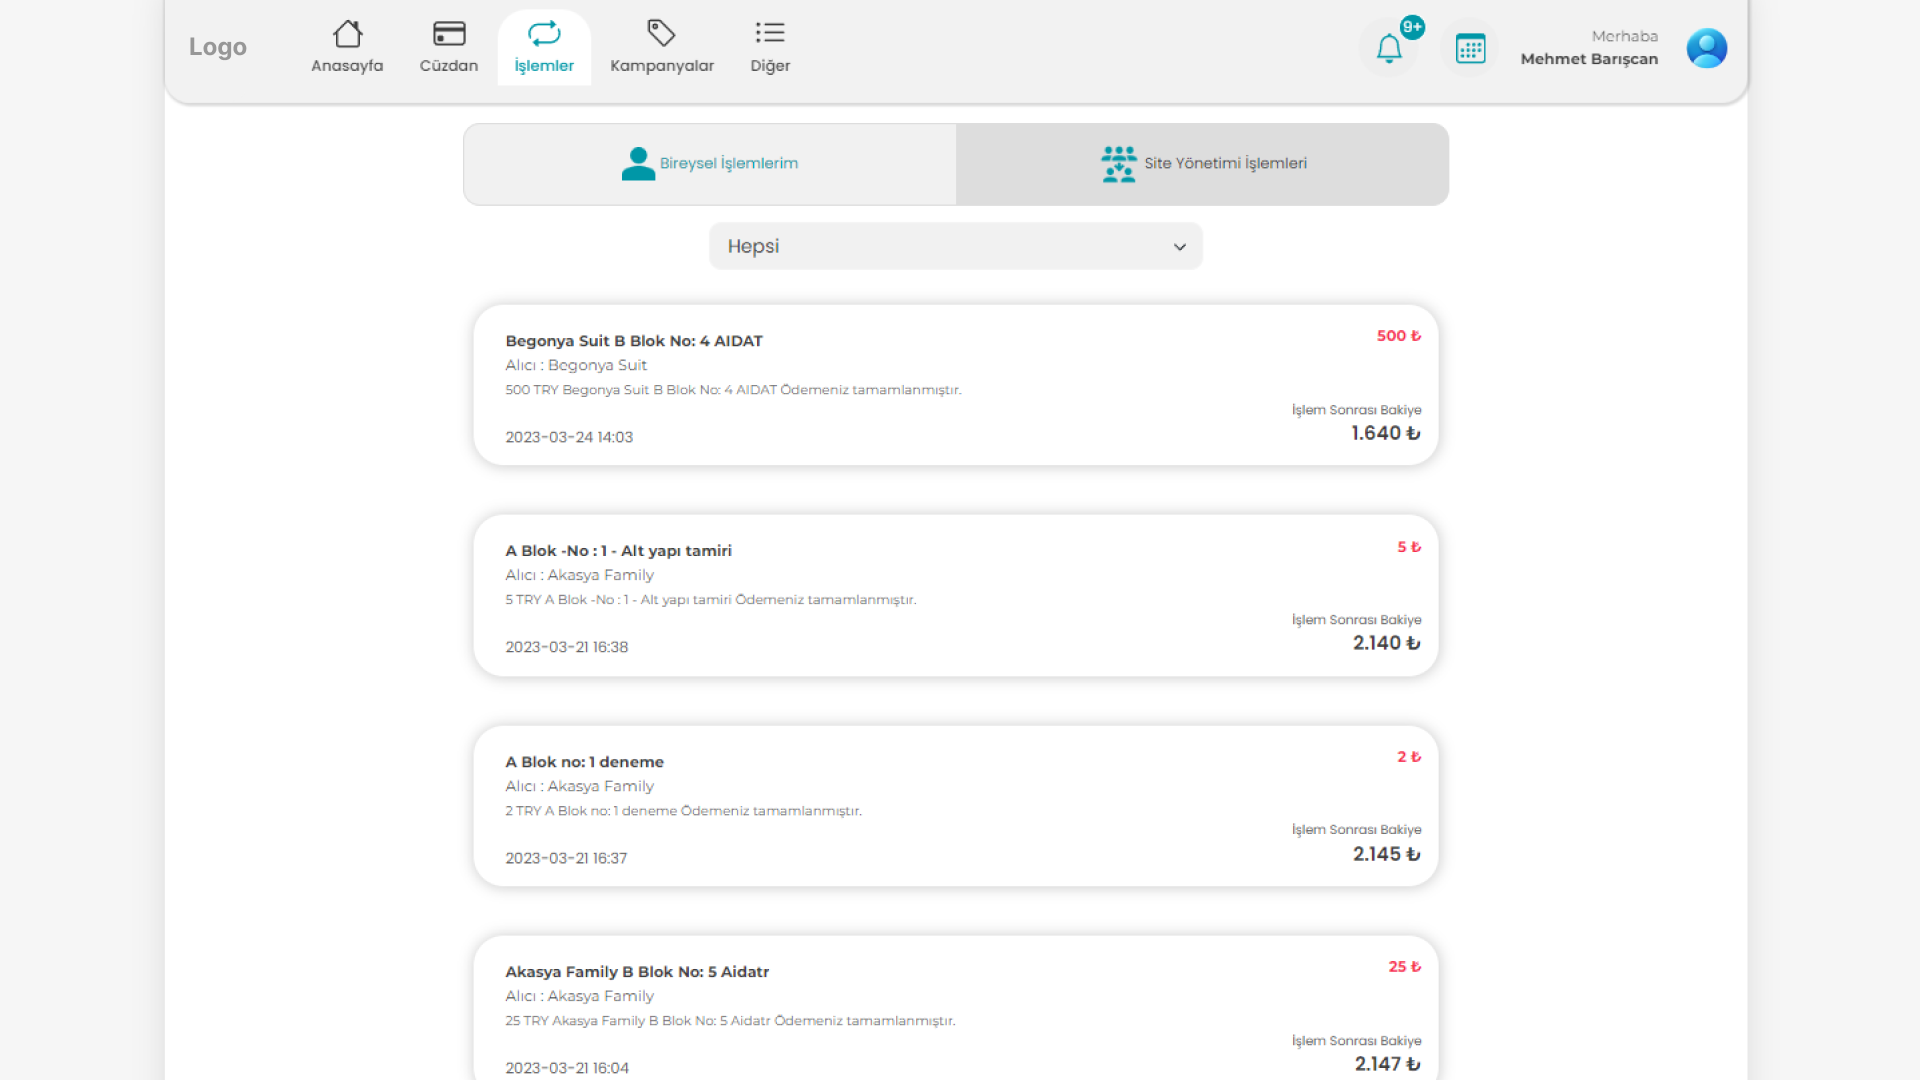 Logo
Anasayfa
Cüzdan
İşlemler
Kampanyalar
Diğer
9+
Merhaba
Mehmet Barışcan
Bireysel İşlemlerim
Site Yönetimi İşlemleri
Hepsi
Begonya Suit B Blok No: 4 AIDAT
500 ₺
Alıcı : Begonya Suit
500 TRY Begonya Suit B Blok No: 4 AIDAT Ödemeniz tamamlanmıştır.
İşlem Sonrası Bakiye
2023-03-24 14:03
1.640 ₺
A Blok -No : 1 - Alt yapı tamiri
5 ₺
Alıcı : Akasya Family
5 TRY A Blok -No : 1 - Alt yapı tamiri Ödemeniz tamamlanmıştır.
İşlem Sonrası Bakiye
2023-03-21 16:38
2.140 ₺
A Blok no: 1 deneme
2 ₺
Alıcı : Akasya Family
2 TRY A Blok no: 1 deneme Ödemeniz tamamlanmıştır.
İşlem Sonrası Bakiye
2023-03-21 16:37
2.145 ₺
Akasya Family B Blok No: 5 Aidatr
25 ₺
Alıcı : Akasya Family
25 TRY Akasya Family B Blok No: 5 Aidatr Ödemeniz tamamlanmıştır.
İşlem Sonrası Bakiye
2023-03-21 16:04
2.147 ₺